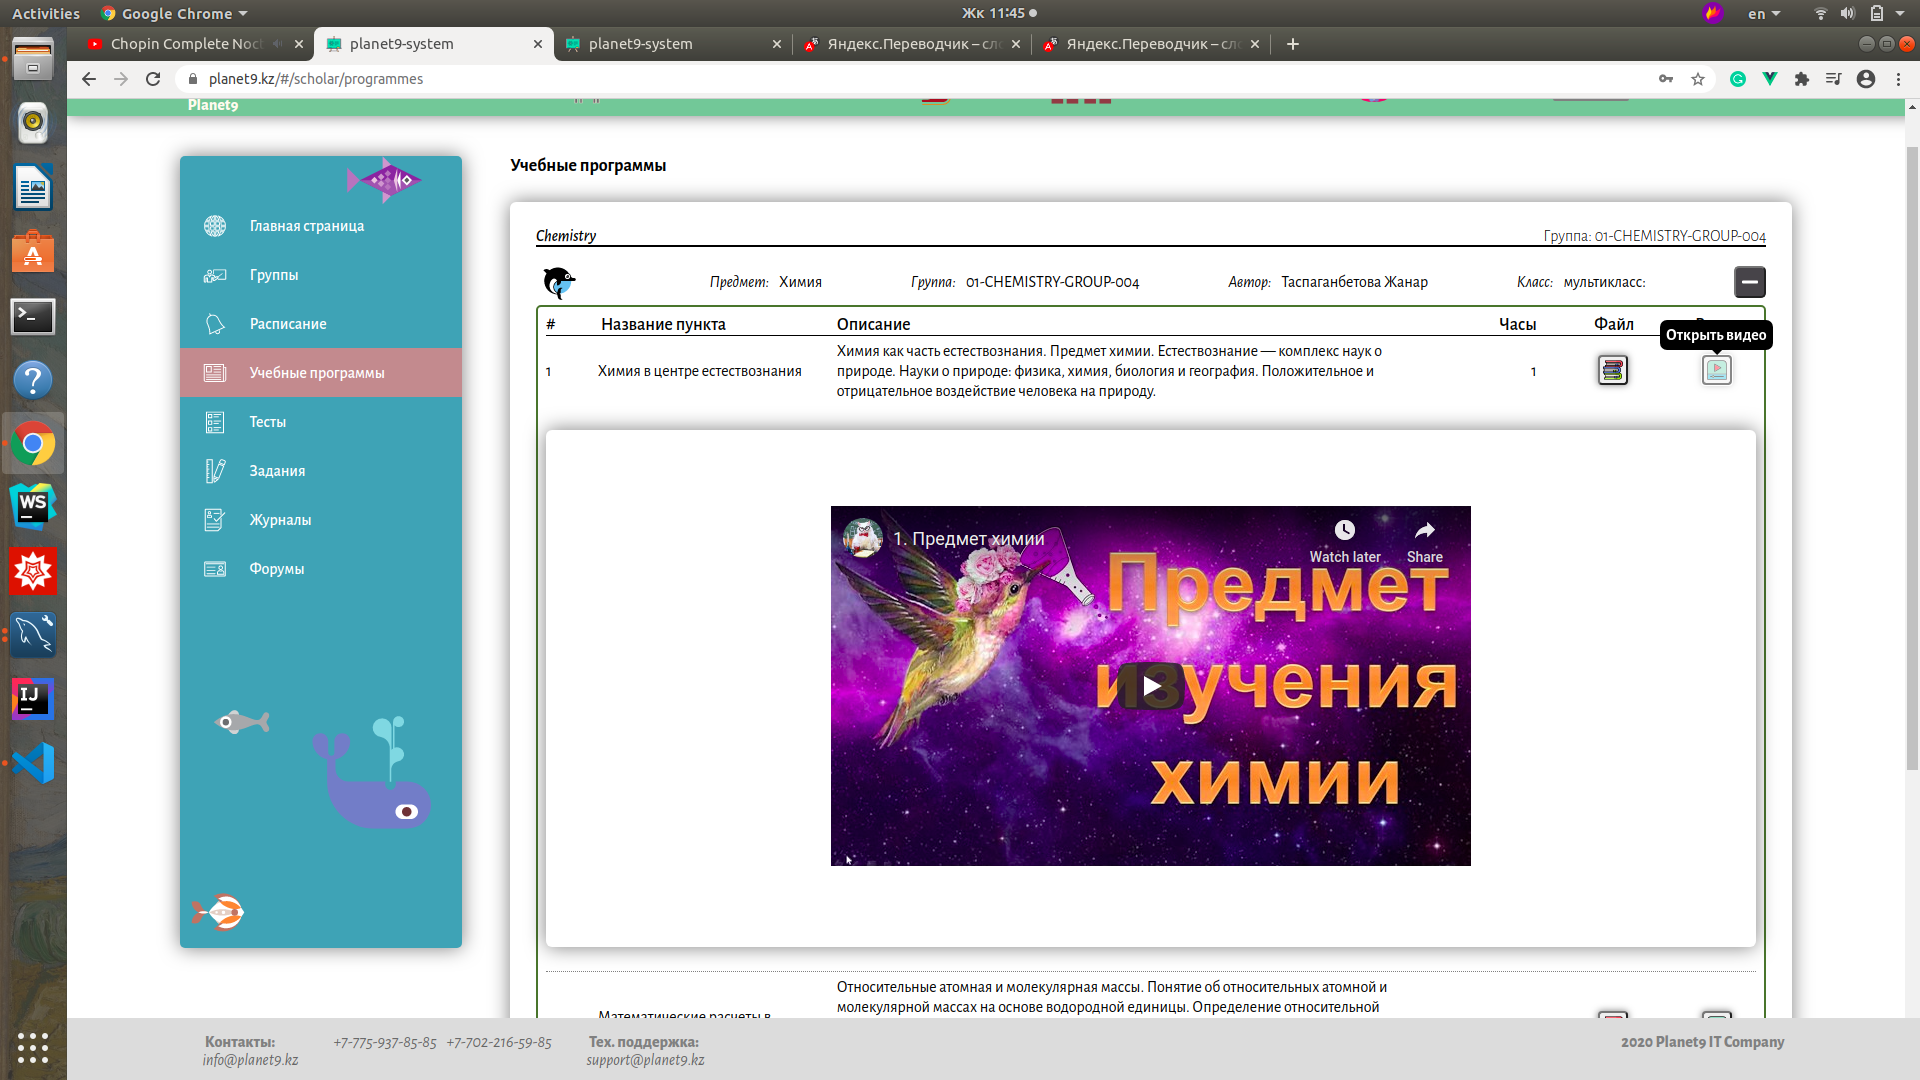 Activities
Google Chrome
Жк 11:45
en
Chopin Complete Noct
planet9-system
planet9-system
Яндекс.Переводчик – сло
Яндекс.Переводчик – сло
planet9.kz/#/scholar/programmes
Planet9
Главная страница
Группы
Расписание
Учебные программы
Тесты
Задания
Журналы
Форумы
Учебные программы
Chemistry
Группа: 01-CHEMISTRY-GROUP-004
Предмет: Химия
Группа: 01-CHEMISTRY-GROUP-004
Автор: Таспаганбетова Жанар
Класс: мультикласс:
# Название пункта Описание Часы Файл
Открыть видео
1 Химия в центре естествознания
Химия как часть естествознания. Предмет химии. Естествознание — комплекс наук о
природе. Науки о природе: физика, химия, биология и география. Положительное и
отрицательное воздействие человека на природу.
1
1. Предмет химии
Watch later
Share
Предмет
изучения
химии
Относительные атомная и молекулярная массы. Понятие об относительных атомной и
молекулярной массах на основе водородной единицы. Определение относительной
Математические расчеты в
Контакты:
info@planet9.kz
+7-775-937-85-85 +7-702-216-59-85
Тех. поддержка:
support@planet9.kz
2020 Planet9 IT Company
WS
IJ